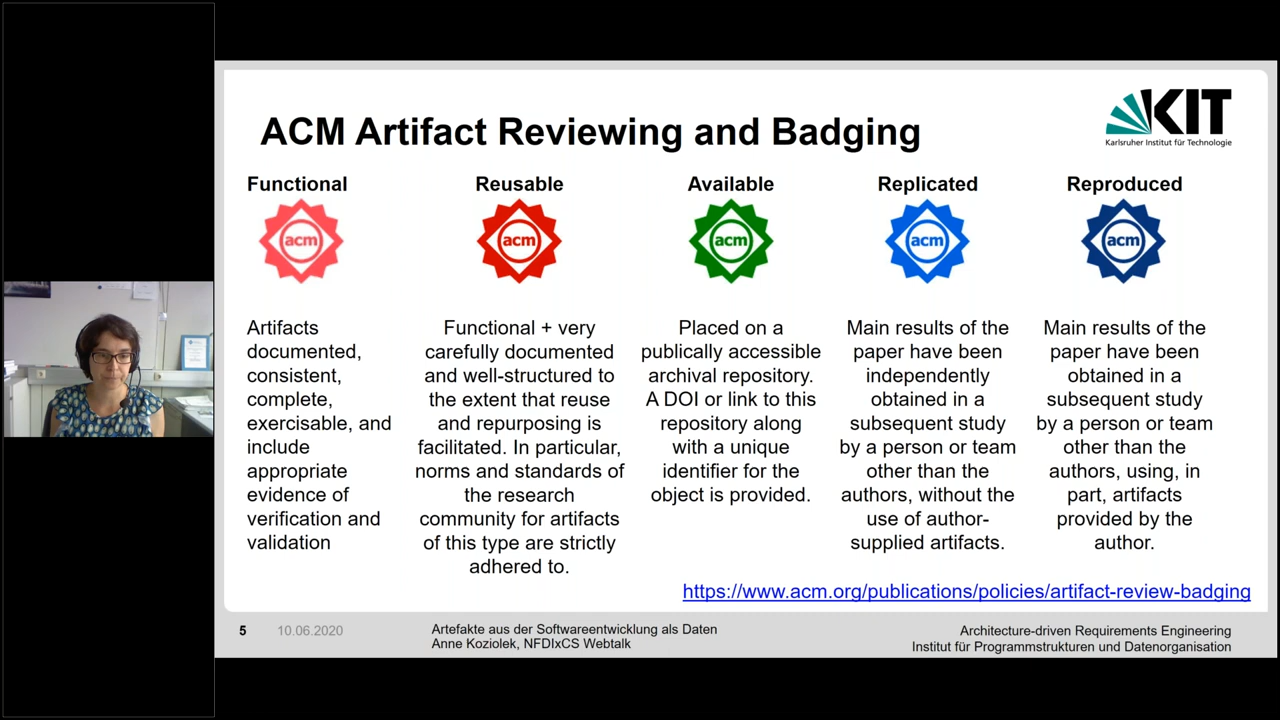 ACM Artifact Reviewing and Badging
KIT
Karlsruher Institut für Technologie
Functional
acm
Artifacts
documented,
consistent,
complete,
exercisable, and
include
appropriate
evidence of
verification and
validation
Reusable
acm
Functional + very
carefully documented
and well-structured to
the extent that reuse
and repurposing is
facilitated. In particular,
norms and standards of
the research
community for artifacts
of this type are strictly
adhered to.
Available
acm
Placed on a
publically accessible
archival repository.
A DOI or link to this
repository along
with a unique
identifier for the
object is provided.
Replicated
acm
Main results of the
paper have been
independently
obtained in a
subsequent study
by a person or team
other than the
authors, without the
use of author-
supplied artifacts.
Reproduced
acm
Main results of the
paper have been
obtained in a
subsequent study
by a person or team
other than the
authors, using, in
part, artifacts
provided by the
author.
https://www.acm.org/publications/policies/artifact-review-badging
5
10.06.2020
Artefakte aus der Softwareentwicklung als Daten
Anne Koziolek, NFDIxCS Webtalk
Architecture-driven Requirements Engineering
Institut für Programmstrukturen und Datenorganisation